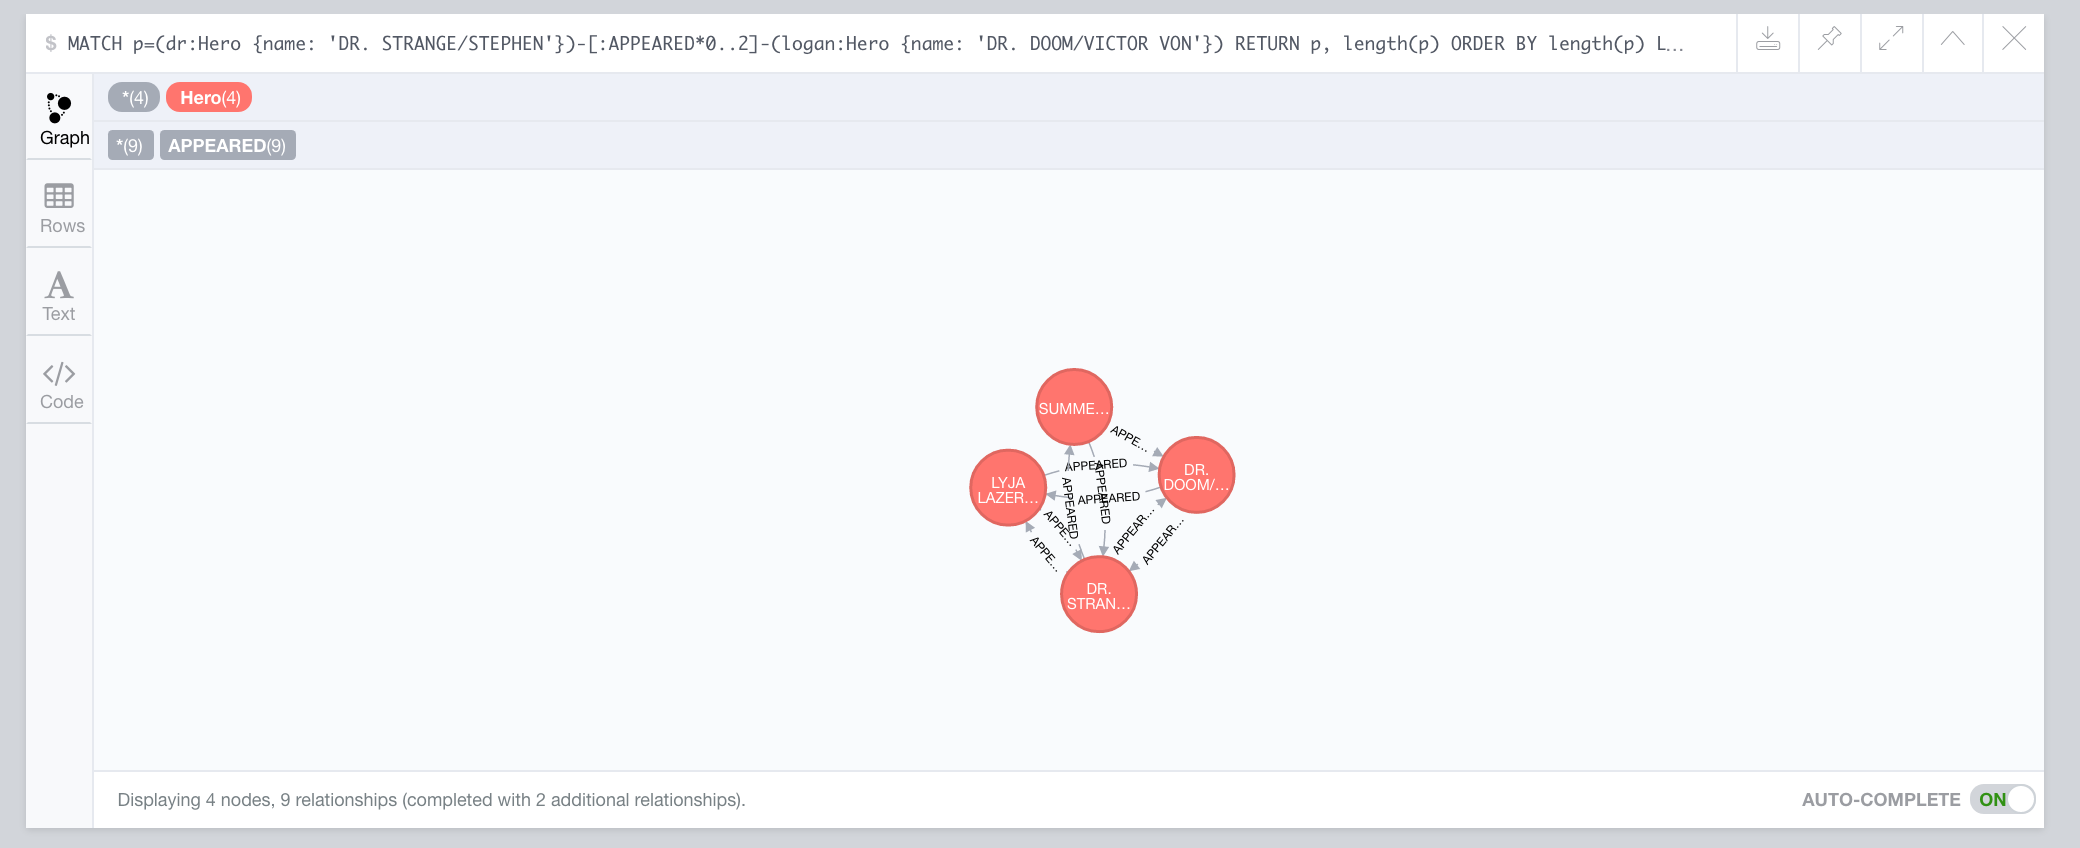 $ MATCH p=(dr:Hero {name: 'DR. STRANGE/STEPHEN'})-[:APPEARED*0..2]-(logan:Hero {name: 'DR. DOOM/VICTOR VON'}) RETURN p, length(p) ORDER BY length(p) L…
*(4) Hero(4)
*(9) APPEARED(9)
Graph
Rows
Text
Code
SUMME…
APPE…
APPEARED
LYJA
LAZER…
DR.
DOOM/…
APPEARED
APPEARED
APPEARED
APPE…
APPE…
APPEAR…
APPEAR…
DR.
STRAN…
Displaying 4 nodes, 9 relationships (completed with 2 additional relationships).
AUTO-COMPLETE ON